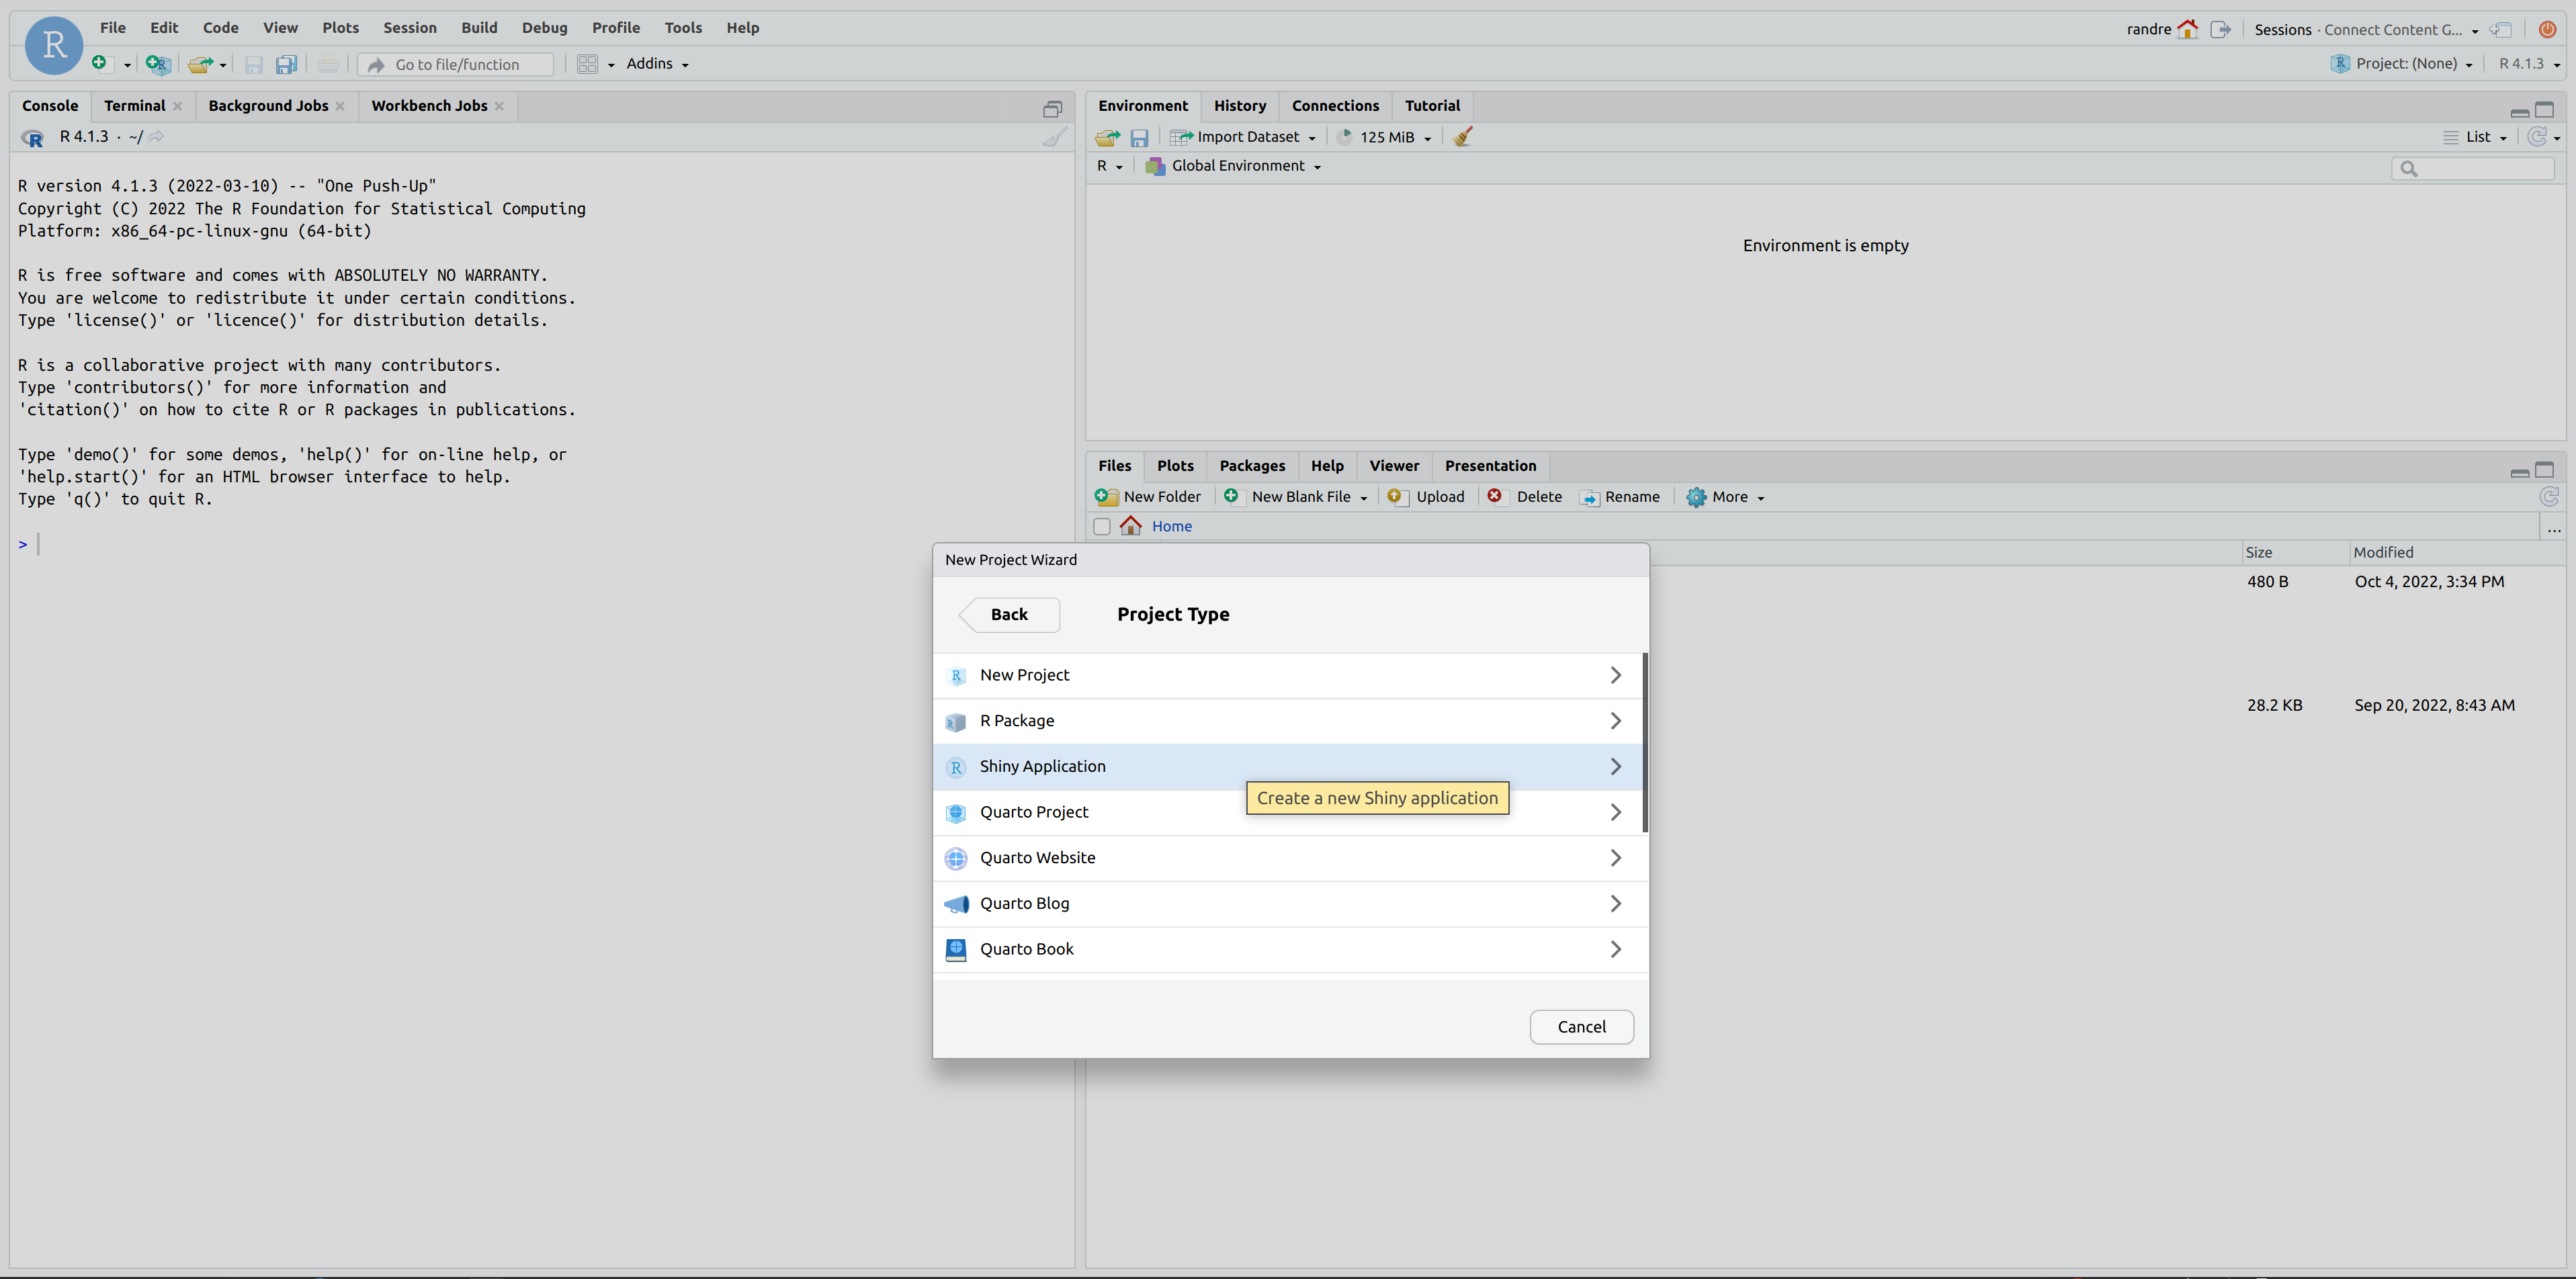 File Edit Code View Plots Session Build Debug Profile Tools Help
randre Sessions · Connect Content G...
Go to file/function Addins
Project: (None) R 4.1.3
Console Terminal Background Jobs Workbench Jobs
R 4.1.3 · ~/
R version 4.1.3 (2022-03-10) -- "One Push-Up"
Copyright (C) 2022 The R Foundation for Statistical Computing
Platform: x86_64-pc-linux-gnu (64-bit)
R is free software and comes with ABSOLUTELY NO WARRANTY.
You are welcome to redistribute it under certain conditions.
Type 'license()' or 'licence()' for distribution details.
R is a collaborative project with many contributors.
Type 'contributors()' for more information and
'citation()' on how to cite R or R packages in publications.
Type 'demo()' for some demos, 'help()' for on-line help, or
'help.start()' for an HTML browser interface to help.
Type 'q()' to quit R.
>
Environment History Connections Tutorial
Import Dataset 125 MiB List
R Global Environment
Environment is empty
Files Plots Packages Help Viewer Presentation
New Folder New Blank File Upload Delete Rename More
Home ...
Size Modified
480 B Oct 4, 2022, 3:34 PM
28.2 KB Sep 20, 2022, 8:43 AM
New Project Wizard
Back Project Type
New Project
R Package
Shiny Application
Create a new Shiny application
Quarto Project
Quarto Website
Quarto Blog
Quarto Book
Cancel